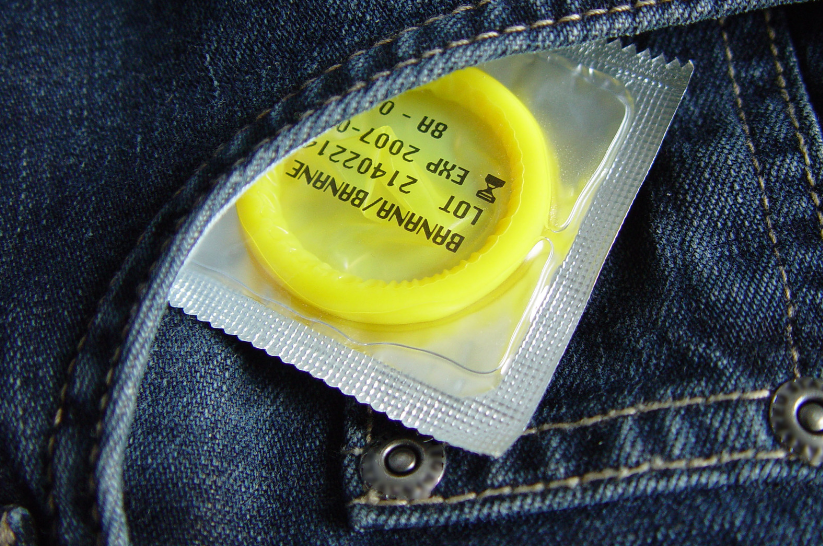 BANANA/BANANE
LOT 2140221
EXP 2007-0
8A - 0